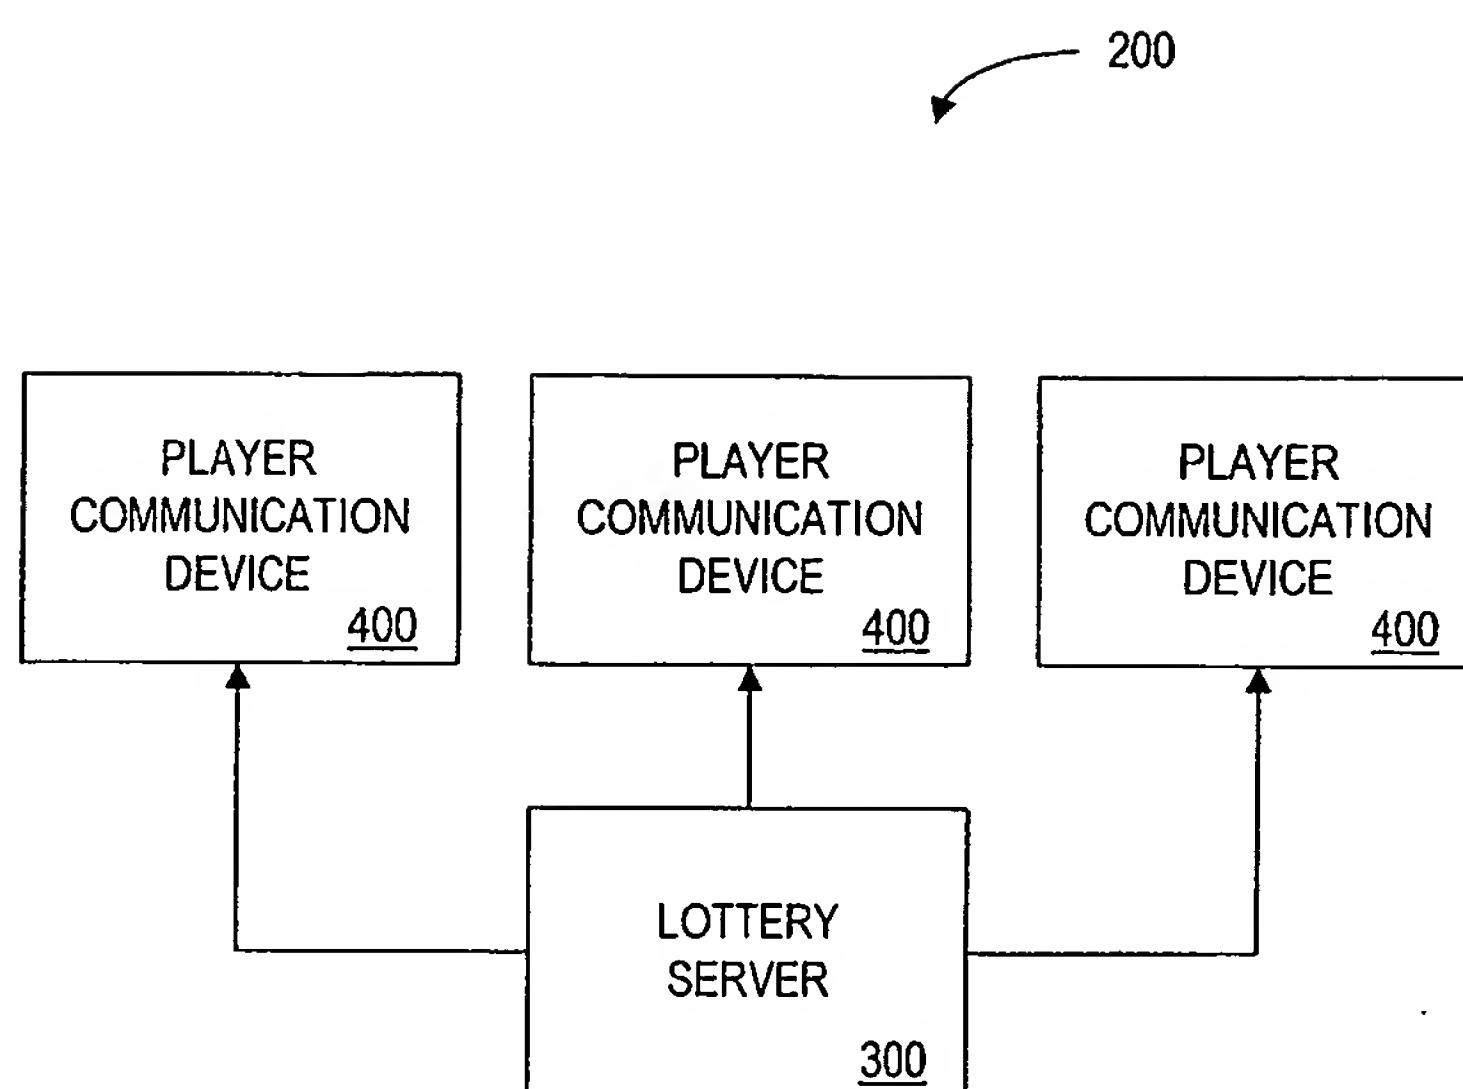 200
PLAYER
COMMUNICATION
DEVICE
400
PLAYER
COMMUNICATION
DEVICE
400
PLAYER
COMMUNICATION
DEVICE
400
LOTTERY
SERVER
300